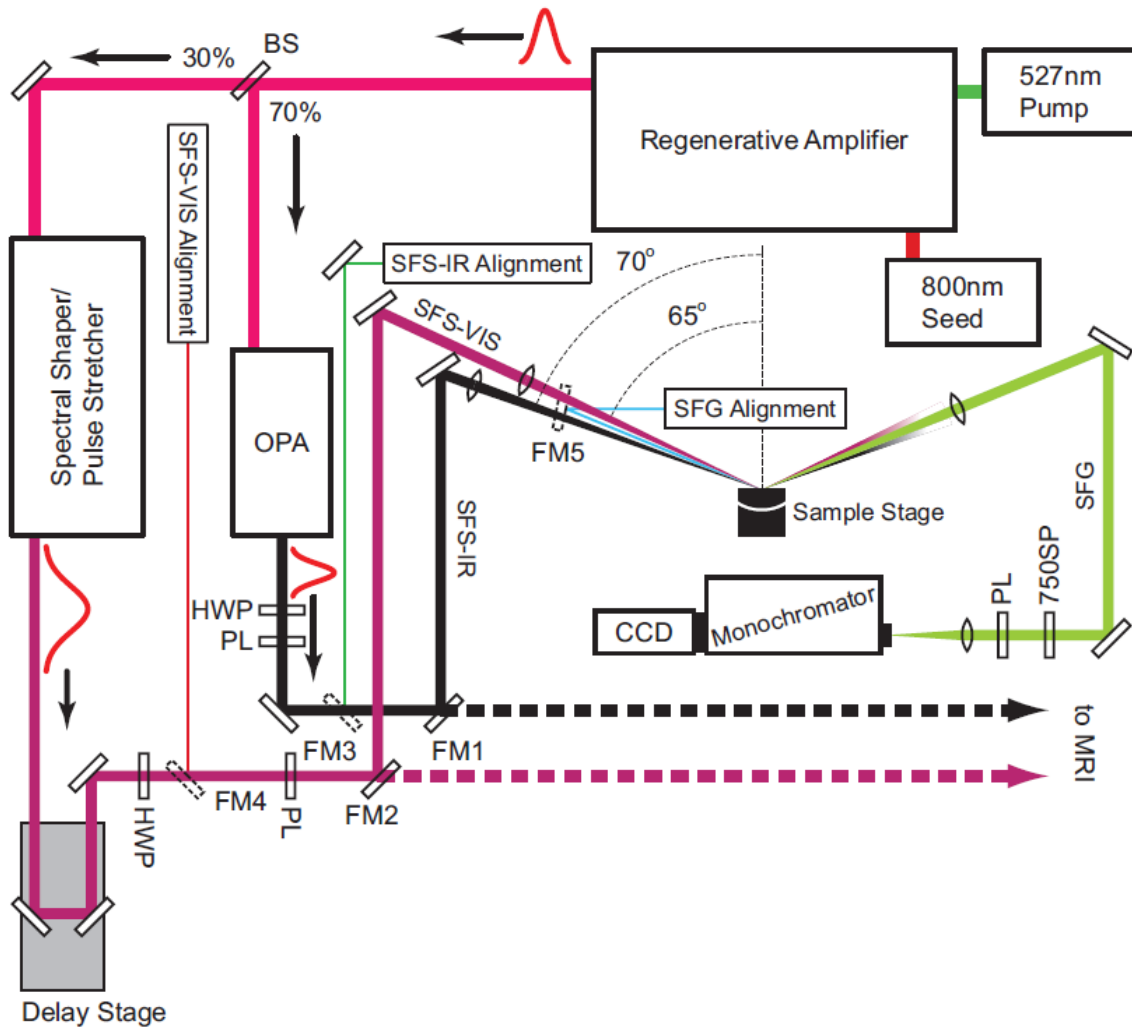 BS
30%
70%
527nm
Pump
Regenerative Amplifier
800nm
Seed
SFS-VIS Alignment
SFS-IR Alignment
70°
65°
SFS-VIS
Spectral Shaper/
Pulse Stretcher
OPA
SFG Alignment
FM5
Sample Stage
SFS-IR
SFG
HWP
PL
CCD
Monochromator
PL
750SP
FM3
FM1
to MRI
HWP
FM4
PL
FM2
Delay Stage